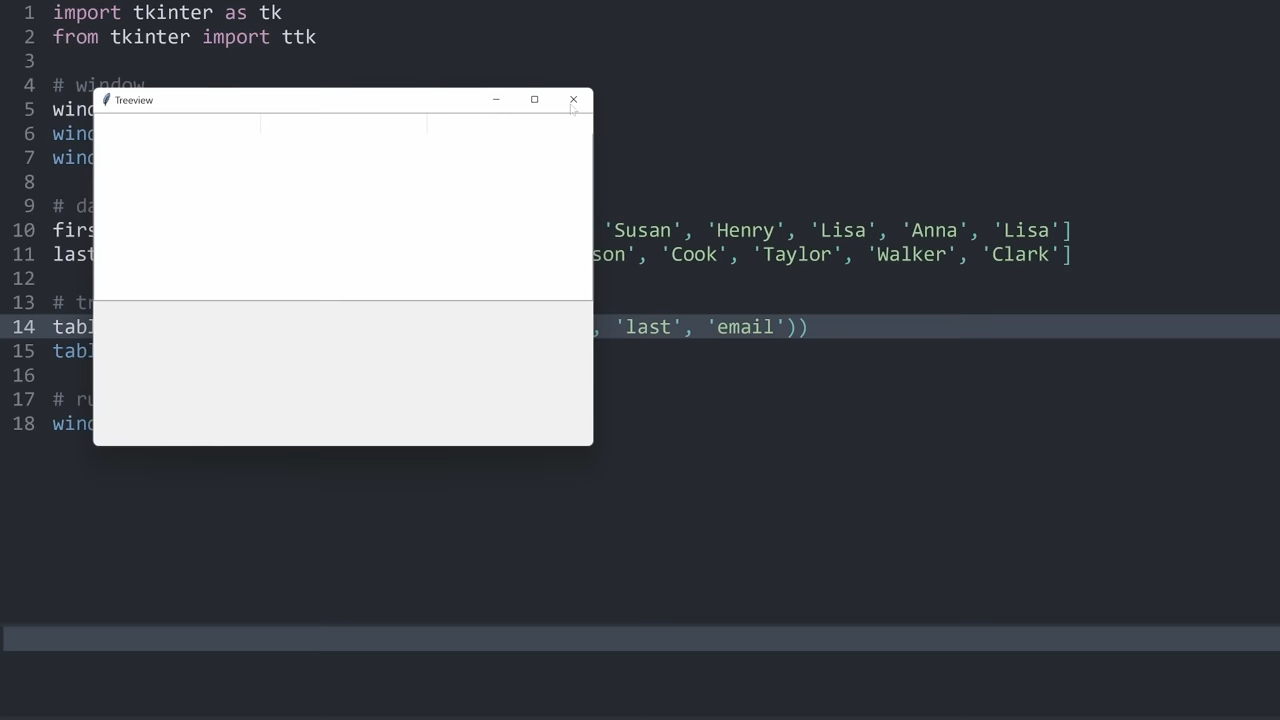 1 import tkinter as tk
2 from tkinter import ttk
3
4 # window
5 wind
6 wind
7 wind
8
9 # da
10 firs 'Susan', 'Henry', 'Lisa', 'Anna', 'Lisa']
11 last son', 'Cook', 'Taylor', 'Walker', 'Clark']
12
13 # tr
14 tabl , 'last', 'email'))
15 tabl
16
17 # ru
18 wind
Treeview